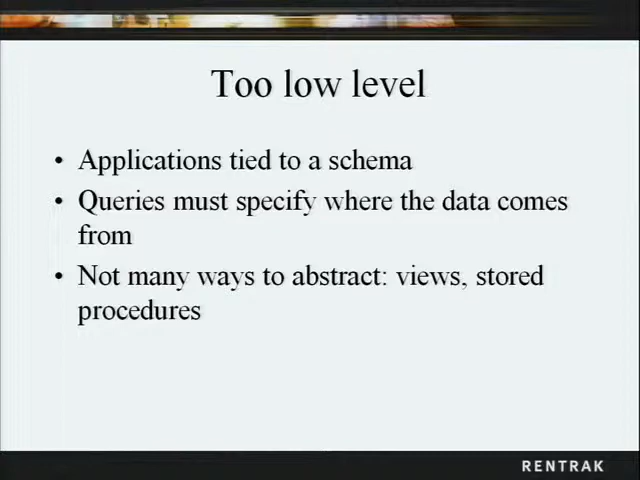 Too low level
• Applications tied to a schema
• Queries must specify where the data comes
from
• Not many ways to abstract: views, stored
procedures
RENTRAK